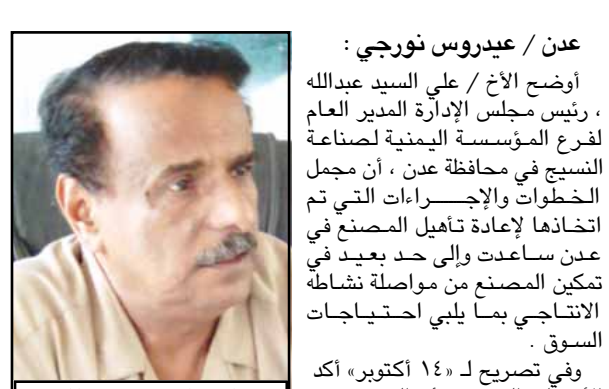 عدن / عيدروس نورجي :
أوضح الأخ / علي السيد عبدالله
، رئيس مجلس الإدارة المدير العام
لفرع المؤسسة اليمنية لصناعة
النسيج في محافظة عدن ، أن مجمل
الخطوات والإجراءات التي تم
اتخاذها لإعادة تأهيل المصنع في
عدن ساعدت وإلى حد بعيد في
تمكين المصنع من مواصلة نشاطه
الانتاجي بما يلبي احتياجات
السوق .
وفي تصريح لـ «١٤ أكتوبر» أكد